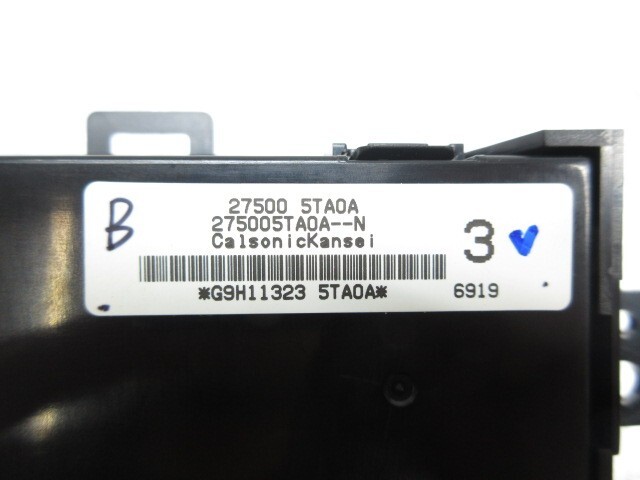 B
27500 5TA0A
275005TA0A--N
CalsonicKansei
3
*G9H11323 5TA0A*
6919